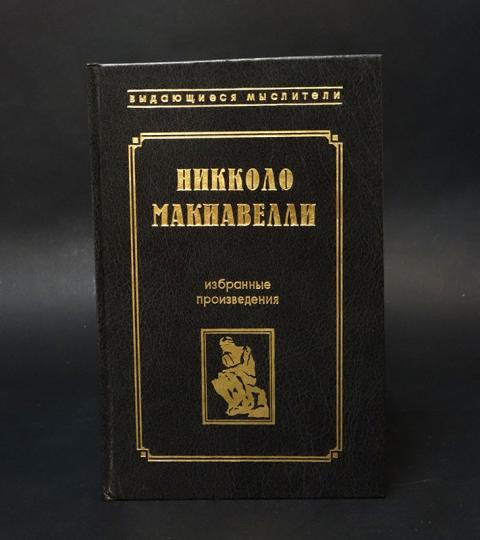 выдающиеся мыслители
НИККОЛО
МАКИАВЕЛЛИ
избранные
произведения